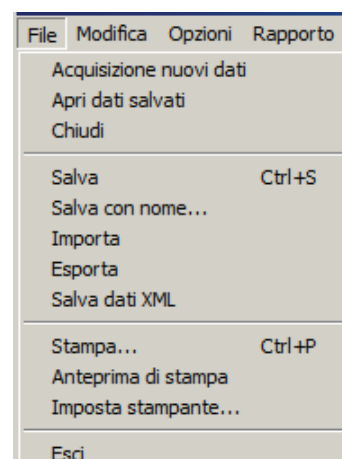 File Modifica Opzioni Rapporto
Acquisizione nuovi dati
Apri dati salvati
Chiudi
Salva Ctrl+S
Salva con nome...
Importa
Esporta
Salva dati XML
Stampa... Ctrl+P
Anteprima di stampa
Imposta stampante...
Esci